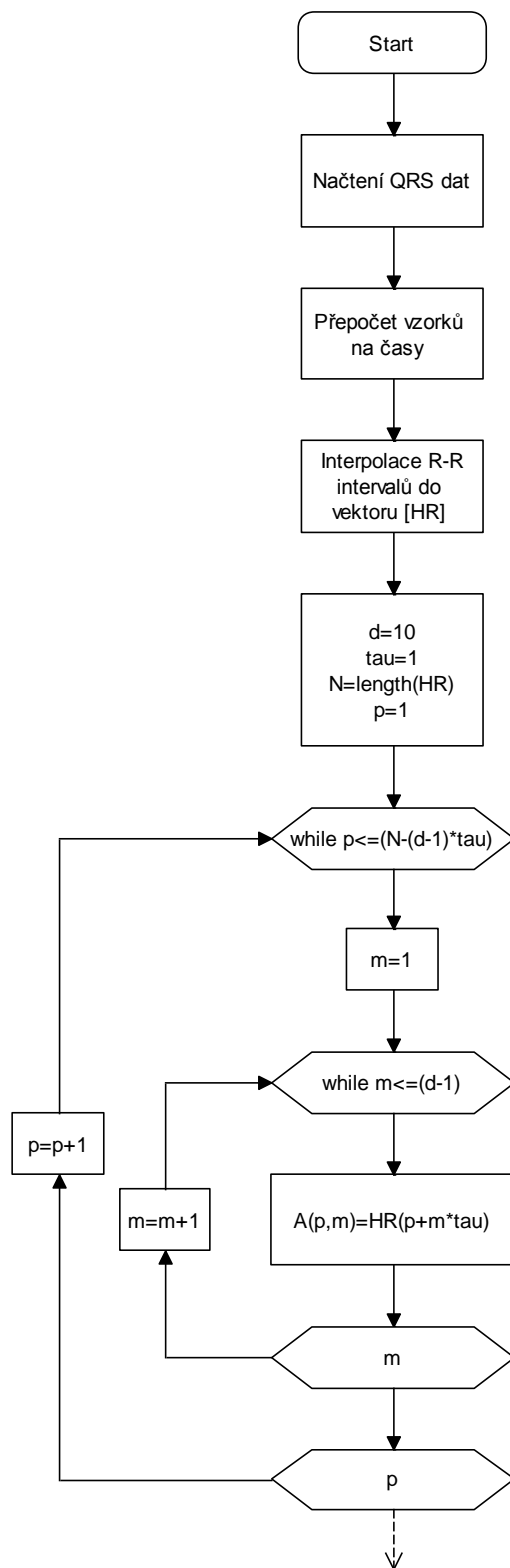 Start
Načtení QRS dat
Přepočet vzorků
na časy
Interpolace R-R
intervalů do
vektoru [HR]
d=10
tau=1
N=length(HR)
p=1
while p<=(N-(d-1)*tau)
m=1
while m<=(d-1)
p=p+1
m=m+1
A(p,m)=HR(p+m*tau)
m
p